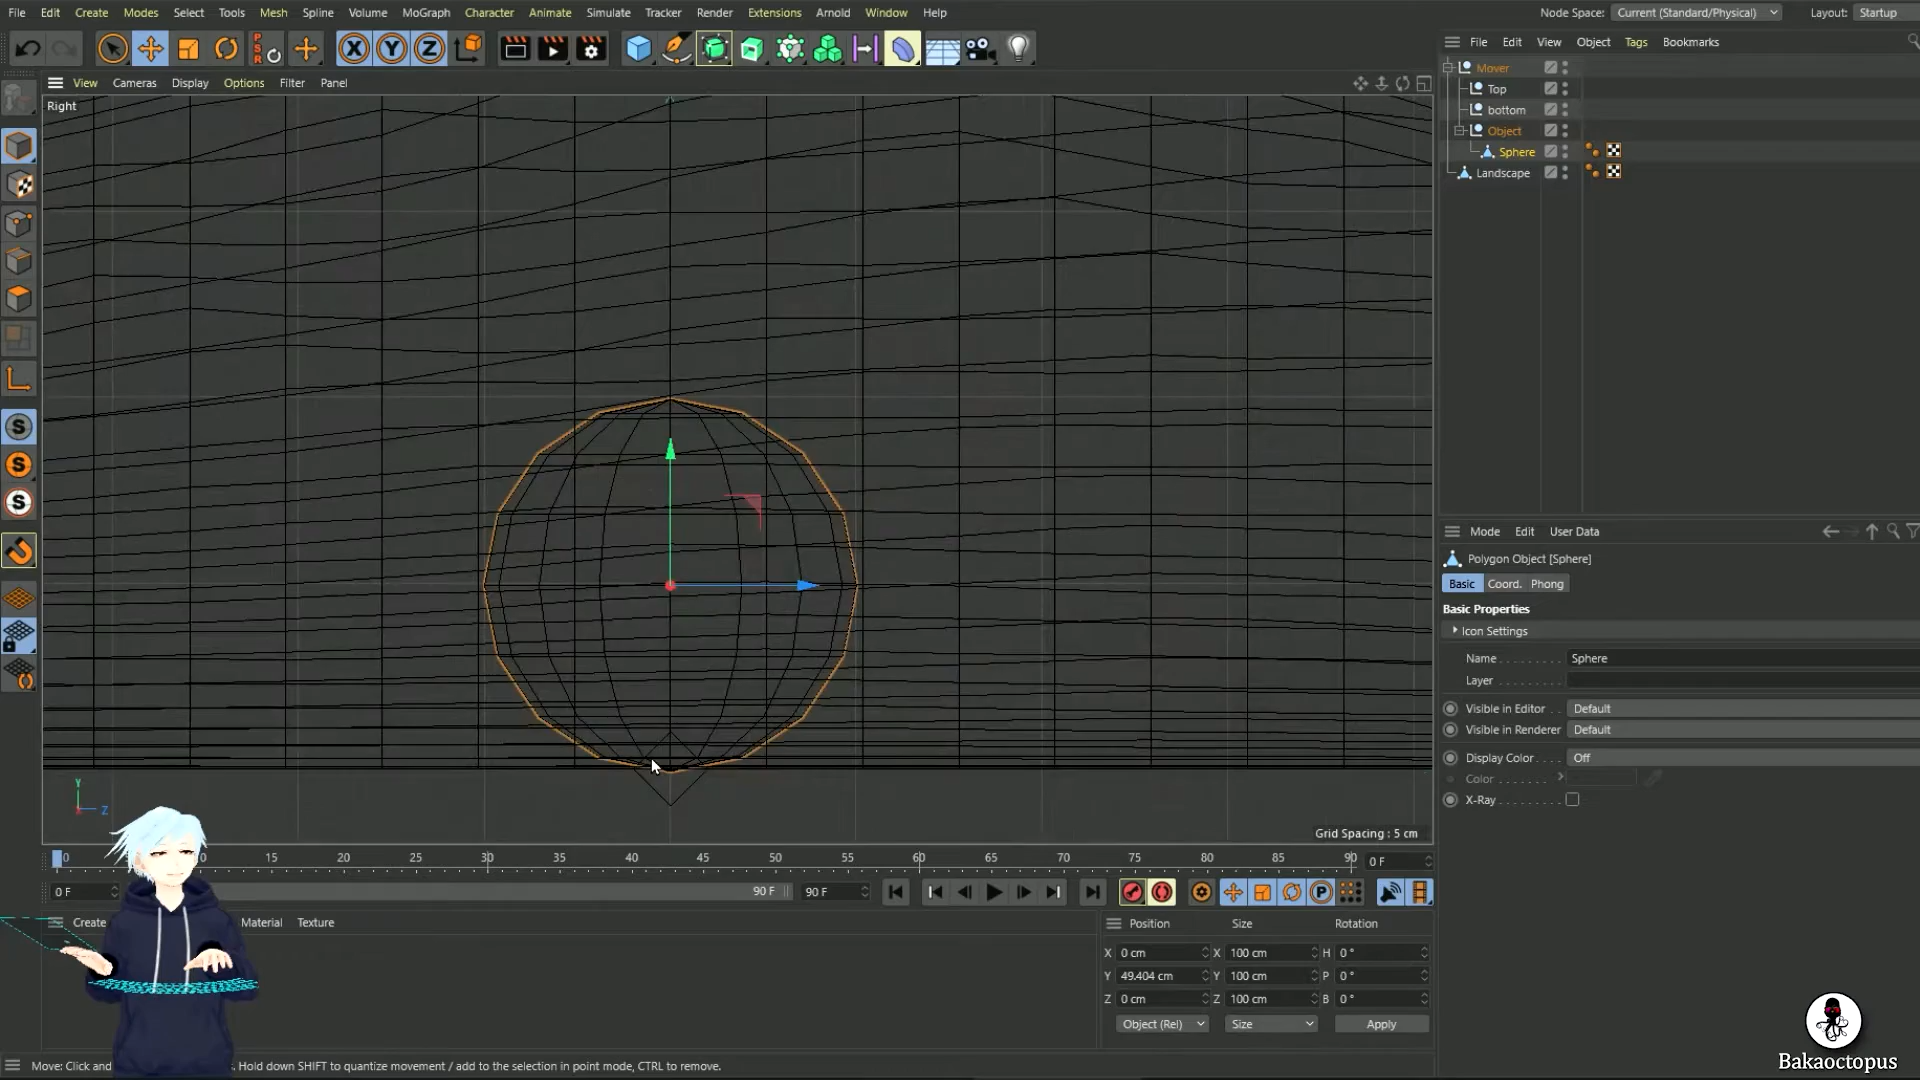 File Edit Create Modes Select Tools Mesh Spline Volume MoGraph Character Animate Simulate Tracker Render Extensions Arnold Window Help
Node Space: Current (Standard/Physical) Layout: Startup
PSR X Y Z
File Edit View Object Tags Bookmarks
View Cameras Display Options Filter Panel
Right
Mover
Top
bottom
Object
Sphere
Landscape
S
S
S
Mode Edit User Data
Polygon Object [Sphere]
Basic Coord. Phong
Basic Properties
Icon Settings
Name Sphere
Layer
Visible in Editor Default
Visible in Renderer Default
Display Color Off
Color
X-Ray
Y
Z
Grid Spacing : 5 cm
0 0 15 20 25 30 35 40 45 50 55 60 65 70 75 80 85 90 0 F
0 F 90 F 90 F P
Create Material Texture
Position Size Rotation
X 0 cm X 100 cm H 0 °
Y 49.404 cm Y 100 cm P 0 °
Z 0 cm Z 100 cm B 0 °
Object (Rel) Size Apply
Move: Click and . Hold down SHIFT to quantize movement / add to the selection in point mode, CTRL to remove.
Bakaoctopus